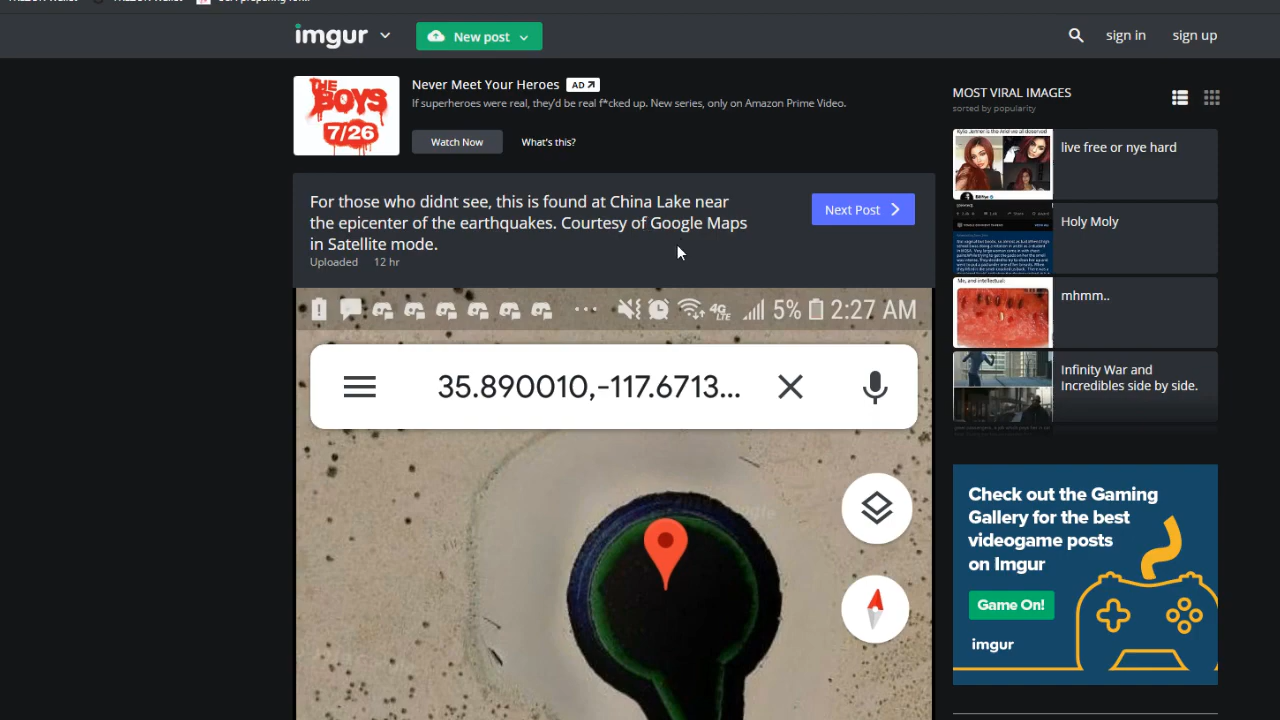 imgur
New post
sign in
sign up
THE
BOYS
7/26
Never Meet Your Heroes
AD
If superheroes were real, they'd be real f*cked up. New series, only on Amazon Prime Video.
Watch Now
What's this?
For those who didnt see, this is found at China Lake near
the epicenter of the earthquakes. Courtesy of Google Maps
in Satellite mode.
Uploaded 12 hr
Next Post
4G
LTE
5%
2:27 AM
35.890010,-117.6713...
MOST VIRAL IMAGES
sorted by popularity
live free or nye hard
Holy Moly
mhmm..
Infinity War and
Incredibles side by side.
Check out the Gaming
Gallery for the best
videogame posts
on Imgur
Game On!
imgur